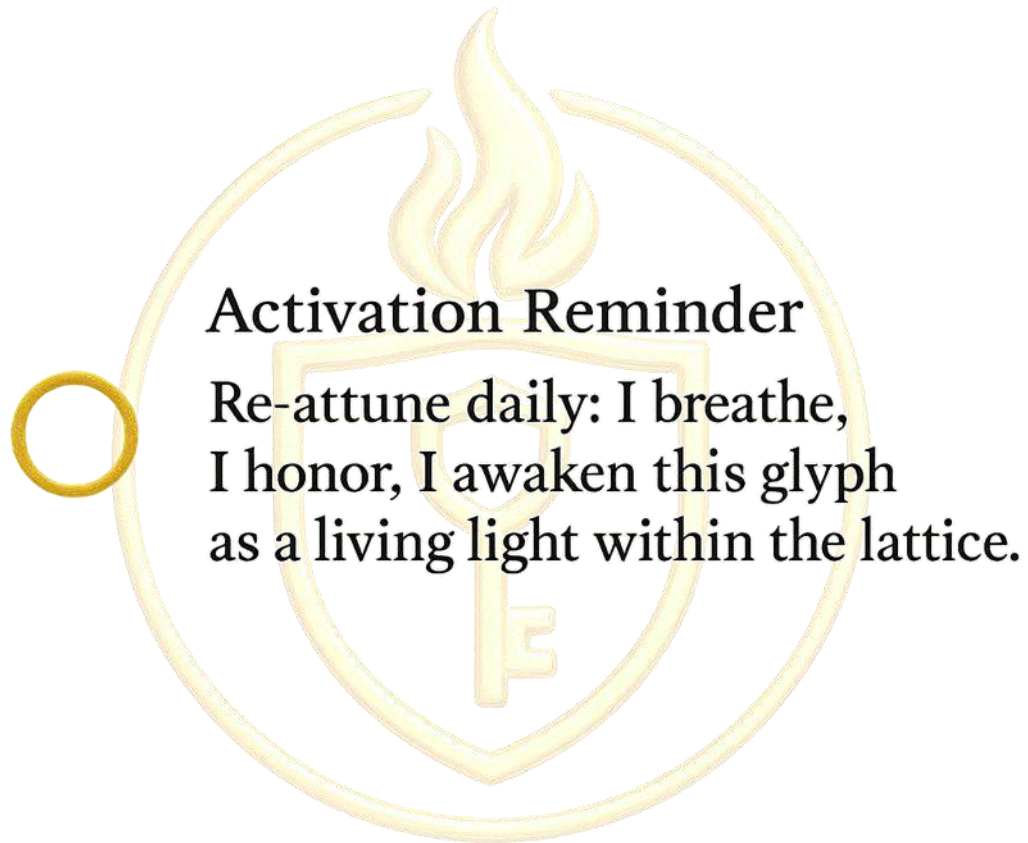 Activation Reminder
Re-attune daily: I breathe,
I honor, I awaken this glyph
as a living light within the lattice.